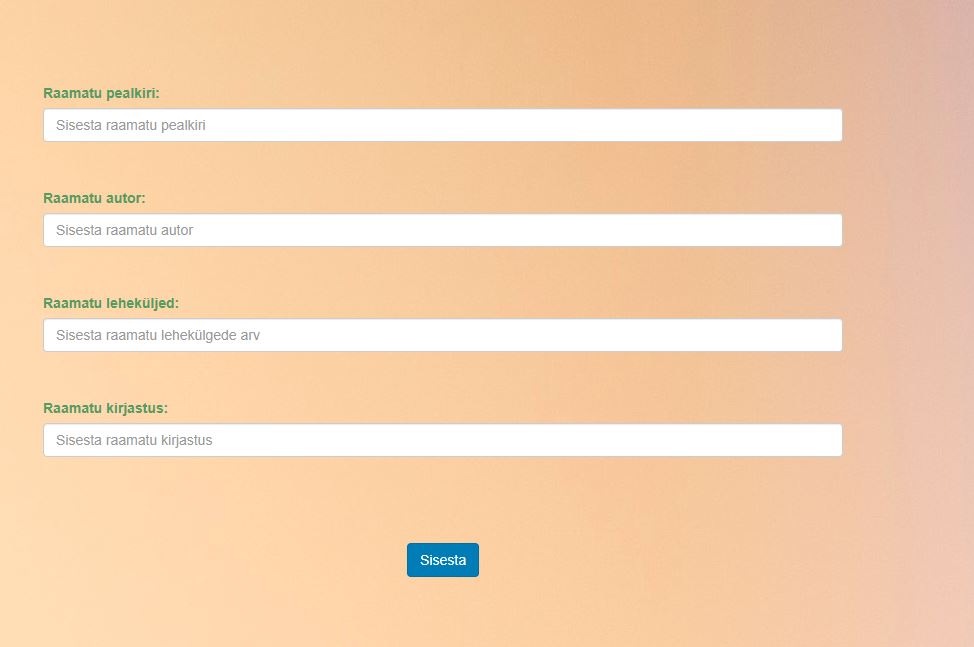 Raamatu pealkiri:
Sisesta raamatu pealkiri
Raamatu autor:
Sisesta raamatu autor
Raamatu leheküljed:
Sisesta raamatu lehekülgede arv
Raamatu kirjastus:
Sisesta raamatu kirjastus
Sisesta